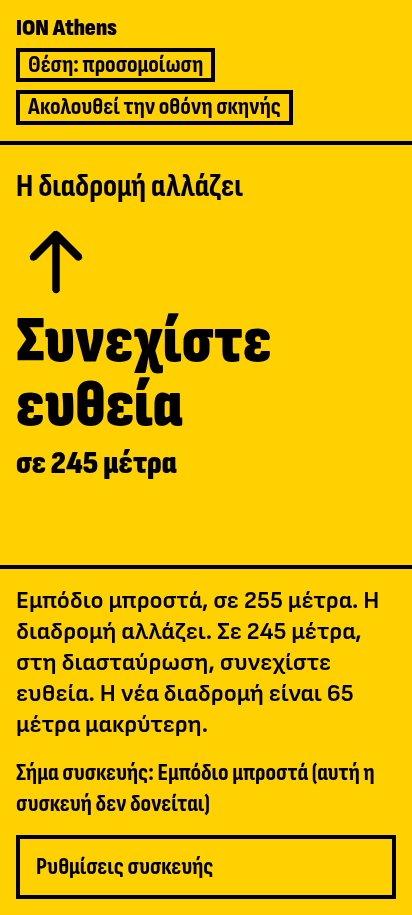 ION Athens
Θέση: προσομοίωση
Ακολουθεί την οθόνη σκηνής
Η διαδρομή αλλάζει
Συνεχίστε
ευθεία
σε 245 μέτρα
Εμπόδιο μπροστά, σε 255 μέτρα. Η
διαδρομή αλλάζει. Σε 245 μέτρα,
στη διασταύρωση, συνεχίστε
ευθεία. Η νέα διαδρομή είναι 65
μέτρα μακρύτερη.
Σήμα συσκευής: Εμπόδιο μπροστά (αυτή η
συσκευή δεν δονείται)
Ρυθμίσεις συσκευής